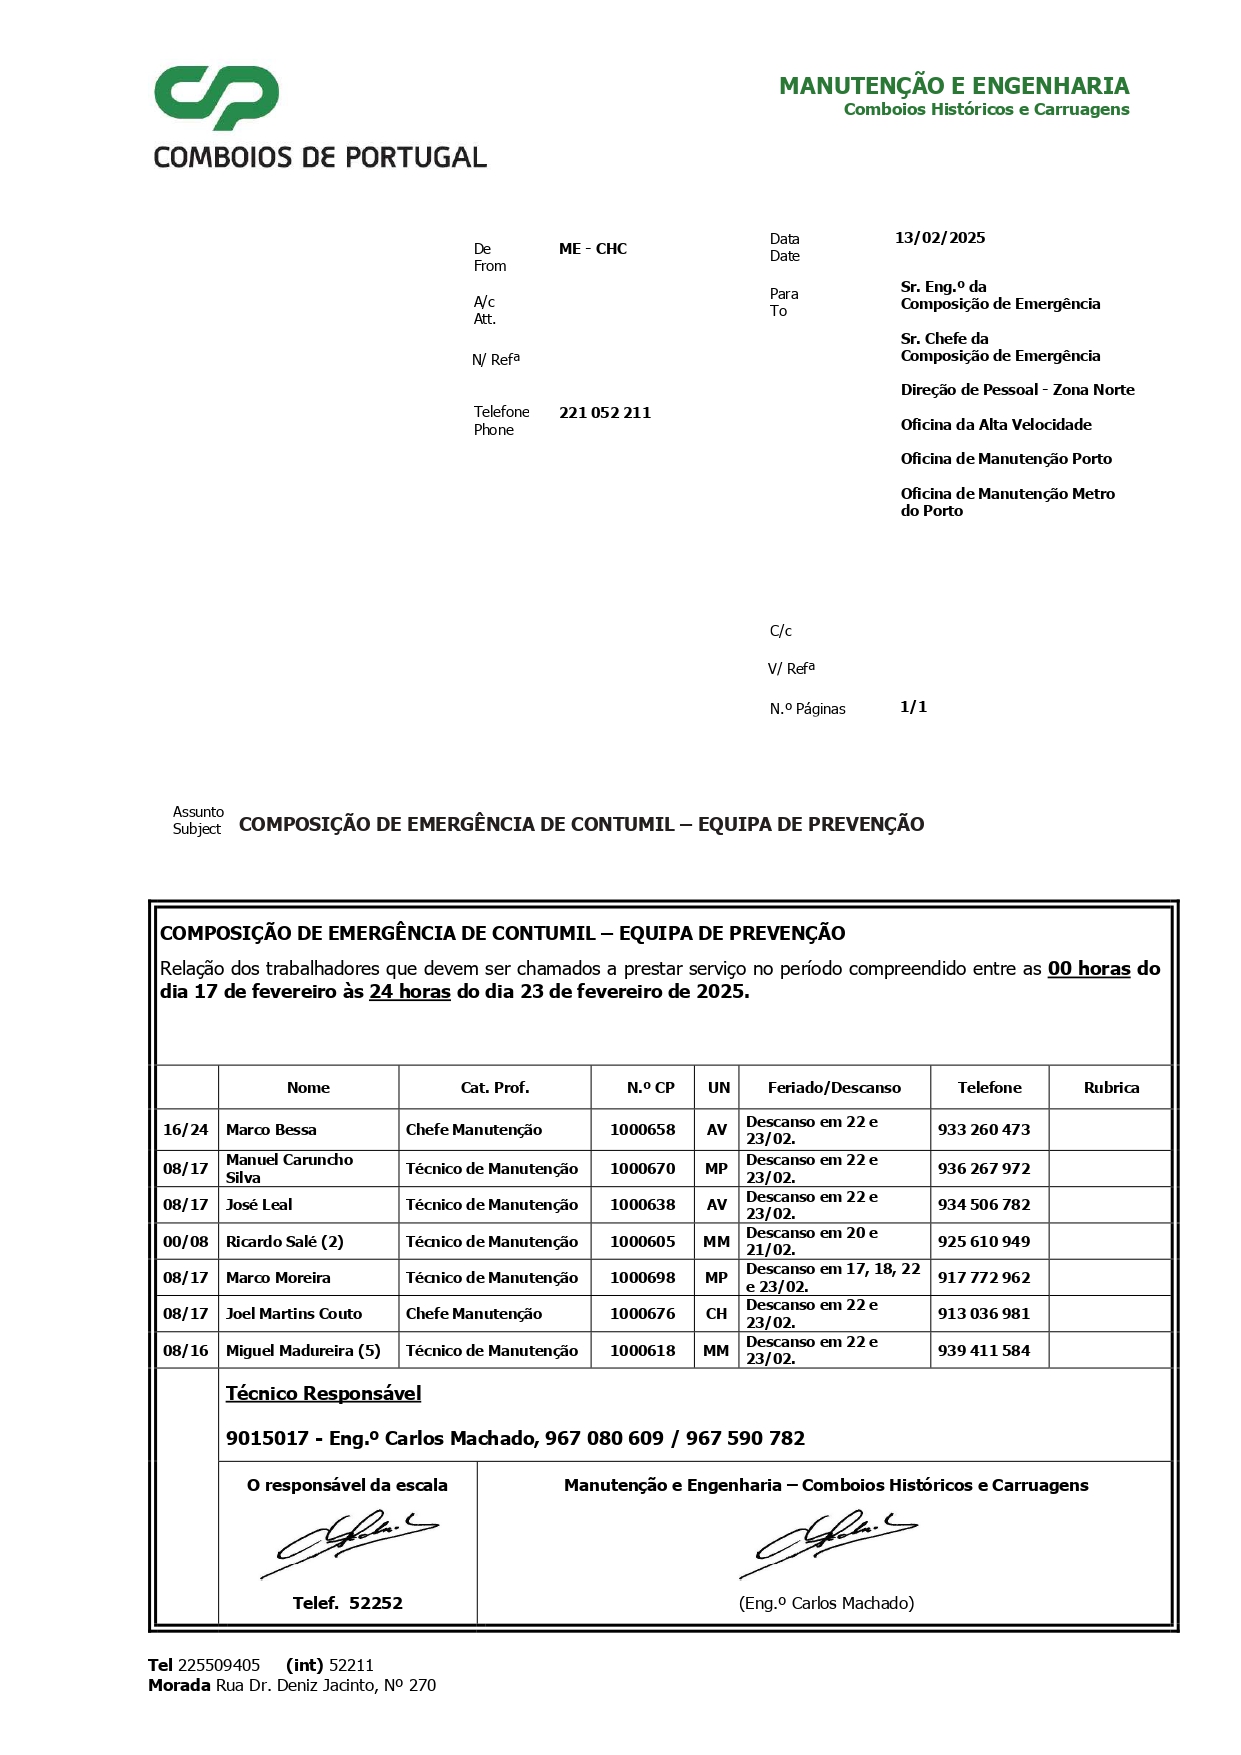 CP
COMBOIOS DE PORTUGAL
MANUTENÇÃO E ENGENHARIA
Comboios Históricos e Carruagens
De
From
ME - CHC
A/c
Att.
N/ Refª
Telefone
Phone
221 052 211
Data
Date
13/02/2025
Para
To
Sr. Eng.º da
Composição de Emergência
Sr. Chefe da
Composição de Emergência
Direção de Pessoal - Zona Norte
Oficina da Alta Velocidade
Oficina de Manutenção Porto
Oficina de Manutenção Metro
do Porto
C/c
V/ Refª
N.º Páginas 1/1
Assunto
Subject
COMPOSIÇÃO DE EMERGÊNCIA DE CONTUMIL – EQUIPA DE PREVENÇÃO
COMPOSIÇÃO DE EMERGÊNCIA DE CONTUMIL – EQUIPA DE PREVENÇÃO
Relação dos trabalhadores que devem ser chamados a prestar serviço no período compreendido entre as 00 horas do
dia 17 de fevereiro às 24 horas do dia 23 de fevereiro de 2025.
Nome Cat. Prof. N.º CP UN Feriado/Descanso Telefone Rubrica
16/24 Marco Bessa Chefe Manutenção 1000658 AV Descanso em 22 e 23/02. 933 260 473
08/17 Manuel Caruncho Silva Técnico de Manutenção 1000670 MP Descanso em 22 e 23/02. 936 267 972
08/17 José Leal Técnico de Manutenção 1000638 AV Descanso em 22 e 23/02. 934 506 782
00/08 Ricardo Salé (2) Técnico de Manutenção 1000605 MM Descanso em 20 e 21/02. 925 610 949
08/17 Marco Moreira Técnico de Manutenção 1000698 MP Descanso em 17, 18, 22 e 23/02. 917 772 962
08/17 Joel Martins Couto Chefe Manutenção 1000676 CH Descanso em 22 e 23/02. 913 036 981
08/16 Miguel Madureira (5) Técnico de Manutenção 1000618 MM Descanso em 22 e 23/02. 939 411 584
Técnico Responsável
9015017 - Eng.º Carlos Machado, 967 080 609 / 967 590 782
O responsável da escala
Telef. 52252
Manutenção e Engenharia – Comboios Históricos e Carruagens
(Eng.º Carlos Machado)
Tel 225509405 (int) 52211
Morada Rua Dr. Deniz Jacinto, Nº 270